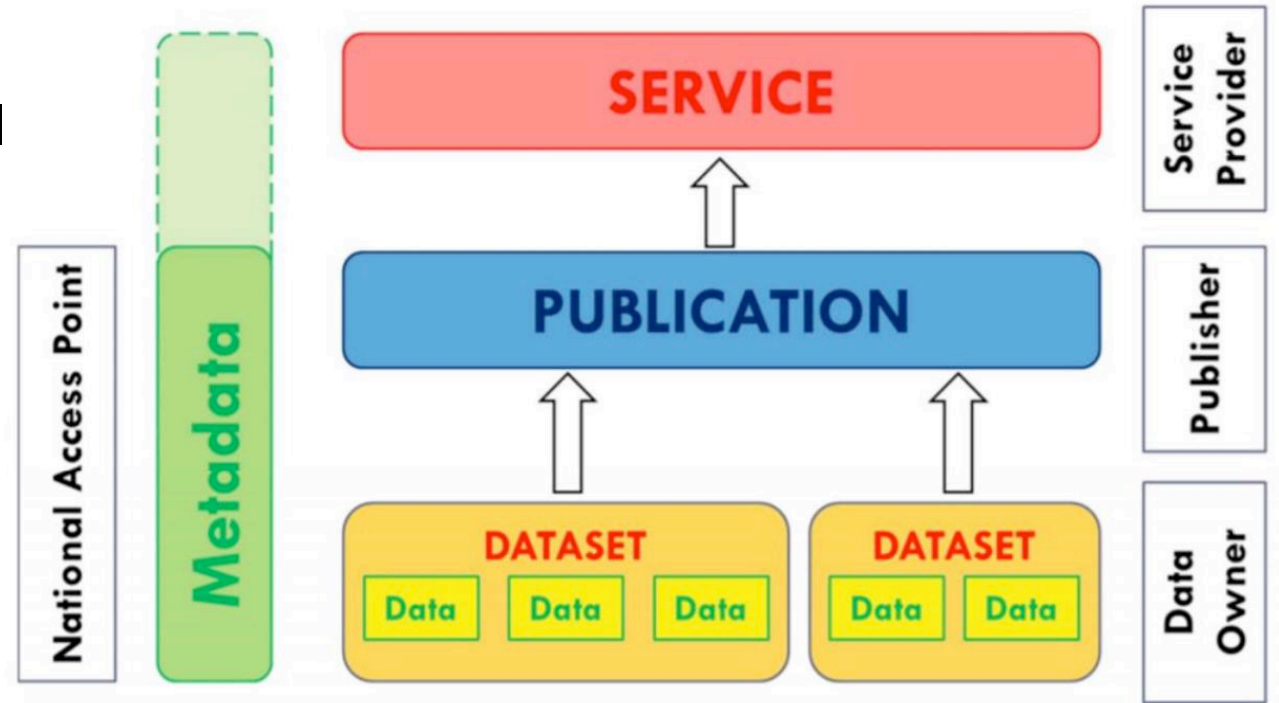 SERVICE
Service
Provider
National Access Point
Metadata
PUBLICATION
Publisher
DATASET
Data
Data
Data
DATASET
Data
Data
Data
Owner